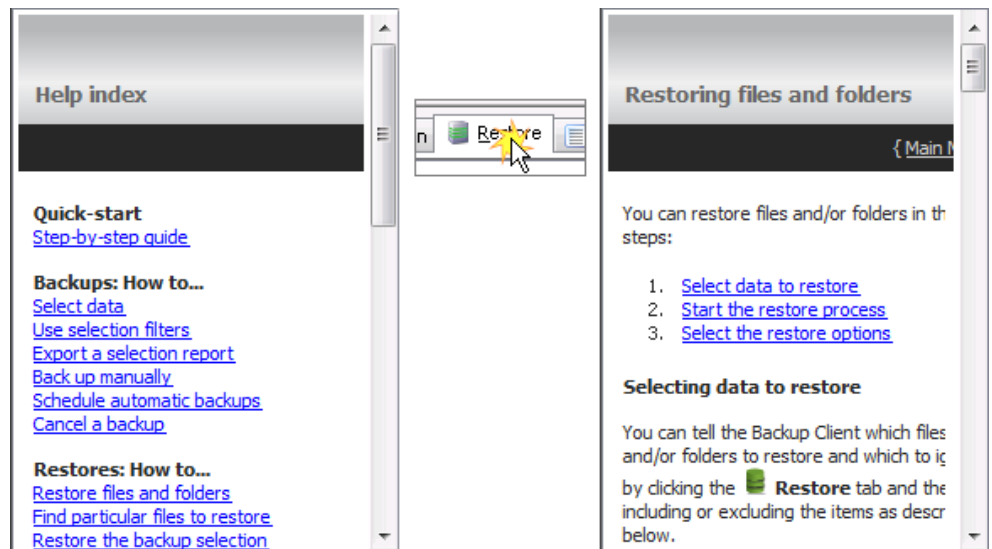 Help index
Quick-start
Step-by-step guide
Backups: How to...
Select data
Use selection filters
Export a selection report
Back up manually
Schedule automatic backups
Cancel a backup
Restores: How to...
Restore files and folders
Find particular files to restore
Restore the backup selection
n Restore
Restoring files and folders
{ Main
You can restore files and/or folders in
steps:
1. Select data to restore
2. Start the restore process
3. Select the restore options
Selecting data to restore
You can tell the Backup Client which files
and/or folders to restore and which to
by clicking the Restore tab and
including or excluding the items as
below.